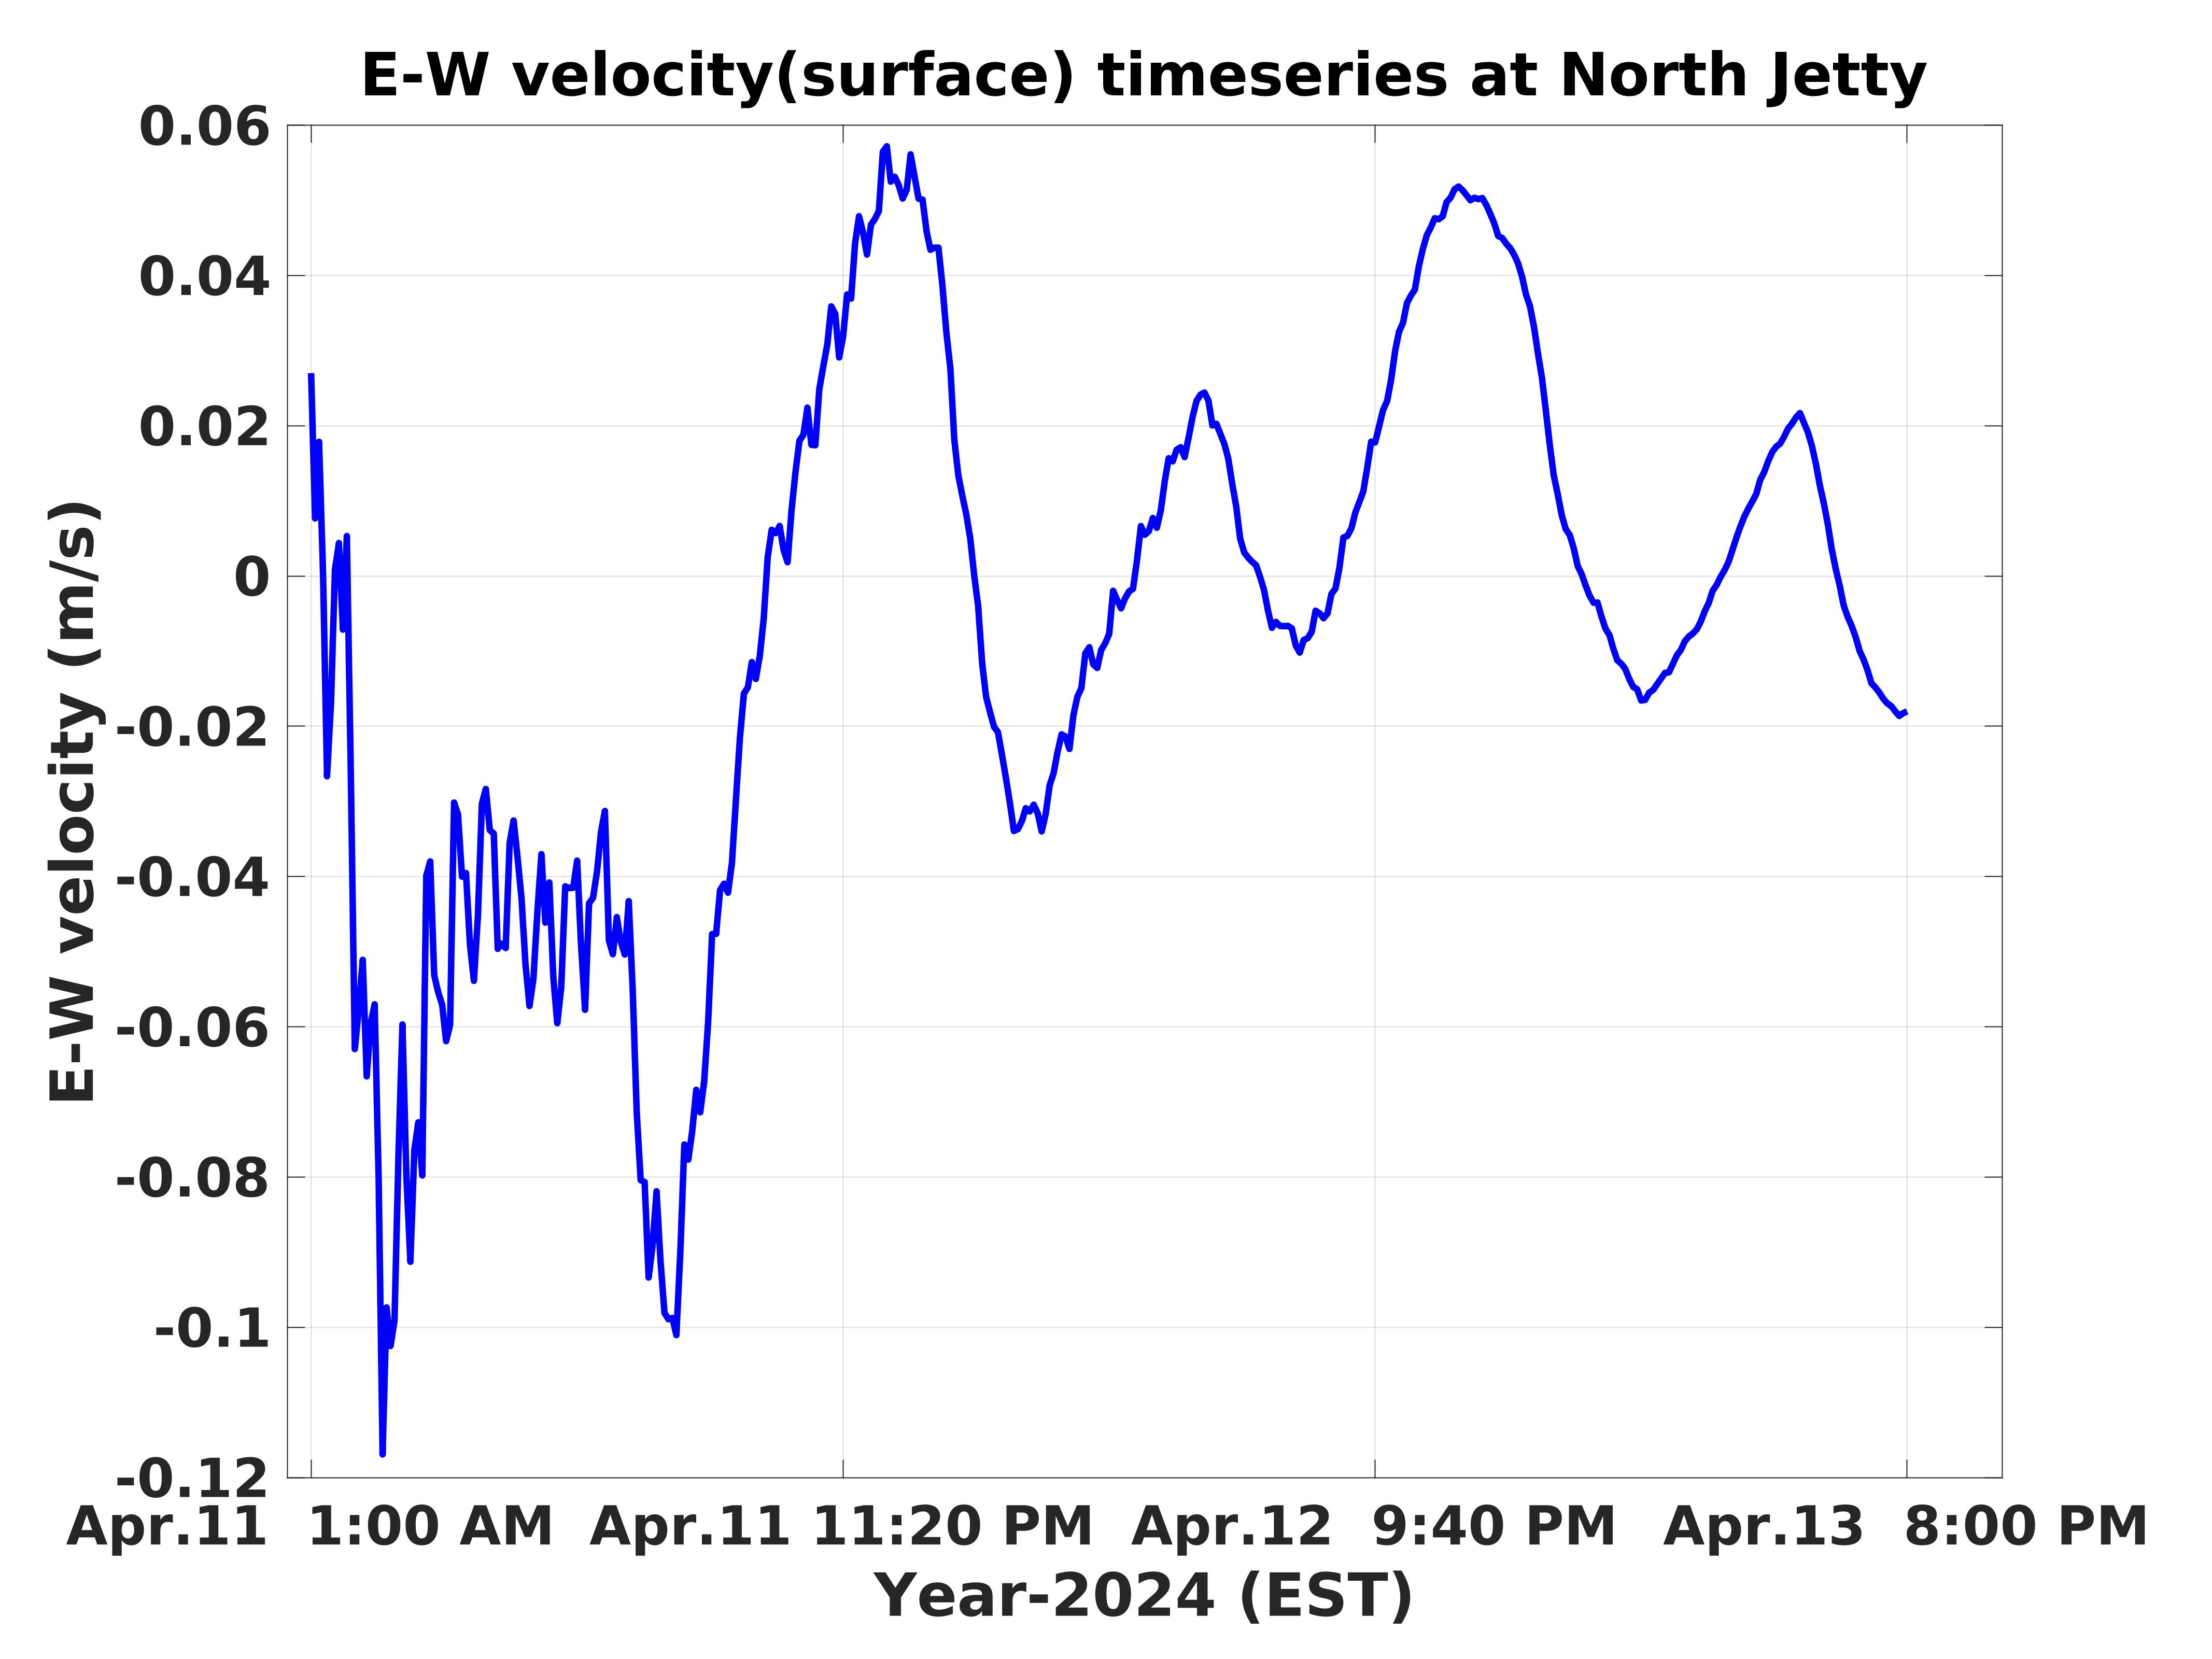 E-W velocity(surface) timeseries at North Jetty
0.06
0.04
0.02
0
-0.02
-0.04
-0.06
-0.08
-0.1
-0.12
E-W velocity (m/s)
Apr.11 1:00 AM Apr.11 11:20 PM Apr.12 9:40 PM Apr.13 8:00 PM
Year-2024 (EST)